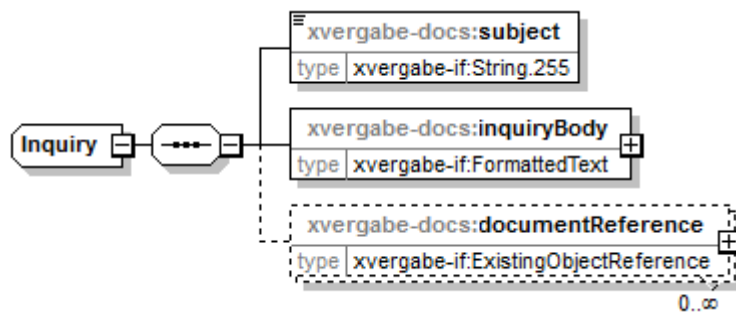 xvergabe-docs:subject
type xvergabe-if:String.255
Inquiry
xvergabe-docs:inquiryBody
type xvergabe-if:FormattedText
xvergabe-docs:documentReference
type xvergabe-if:ExistingObjectReference
0..∞